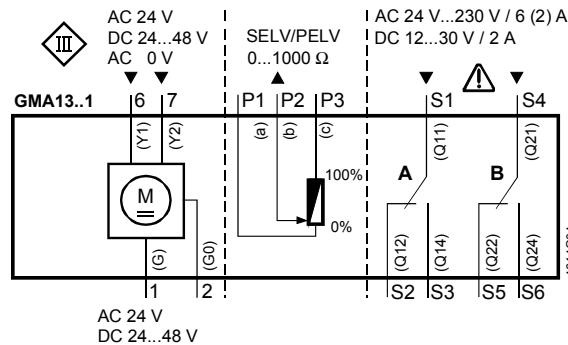 AC 24 V
DC 24...48 V
AC 0 V
SELV/PELV
0...1000 Ω
AC 24 V...230 V / 6 (2) A
DC 12...30 V / 2 A
III
GMA13..1
6 7 P1 P2 P3 S1 S4
(Y1) (Y2) (a) (b) (c) (Q11) (Q21)
100%
A B
M
0%
(G) (G0) (Q12) (Q14) (Q22) (Q24)
1 2 S2 S3 S5 S6
AC 24 V
DC 24...48 V